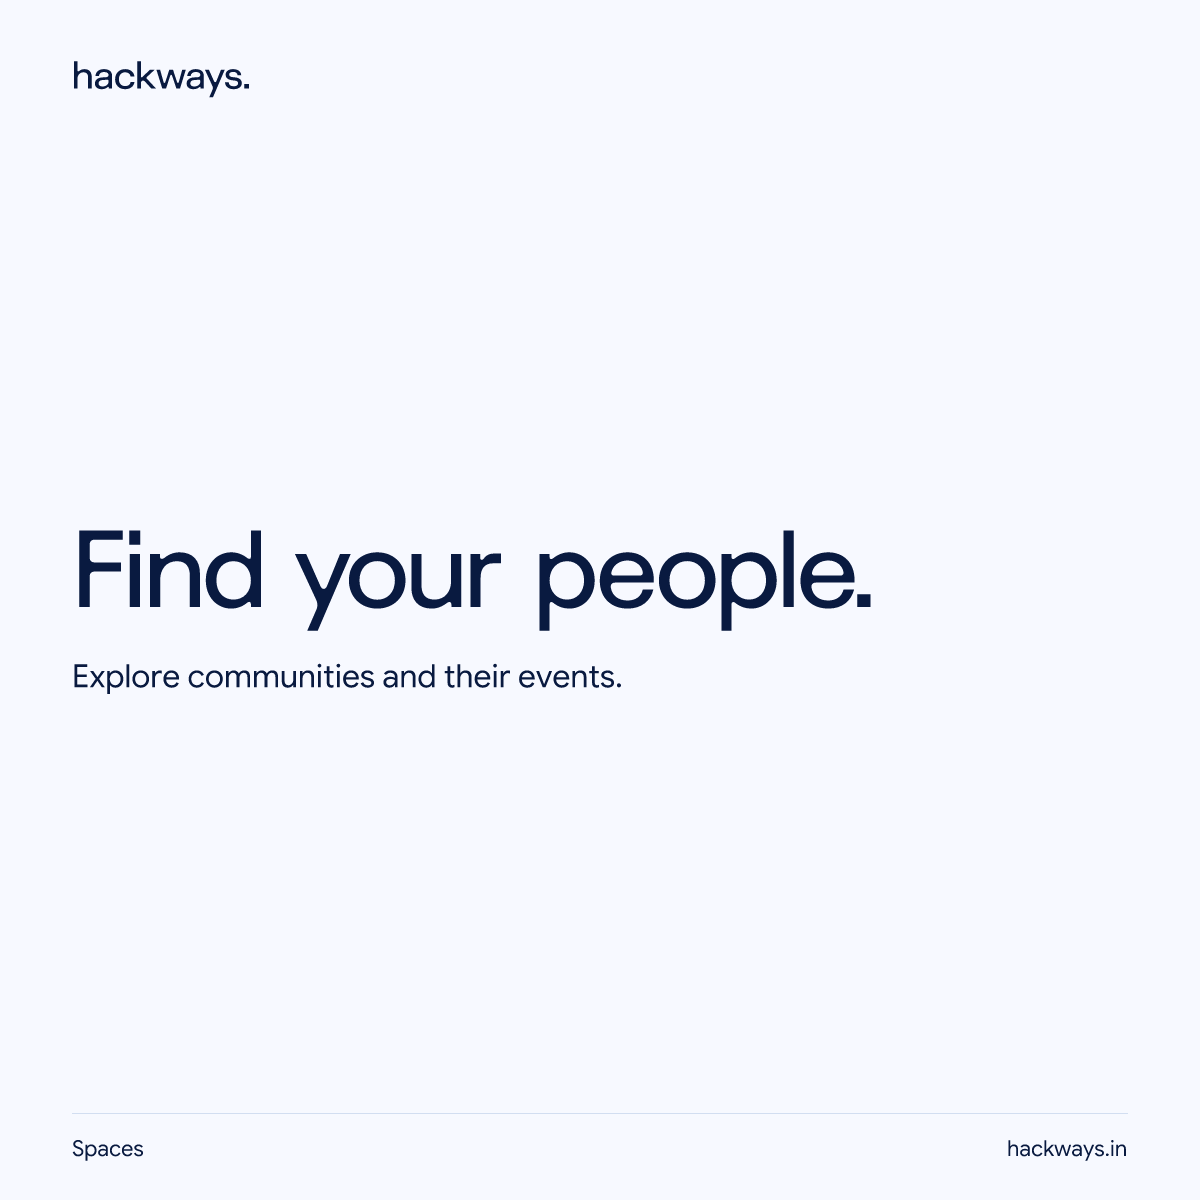 hackways.
Find your people.
Explore communities and their events.
Spaces
hackways.in